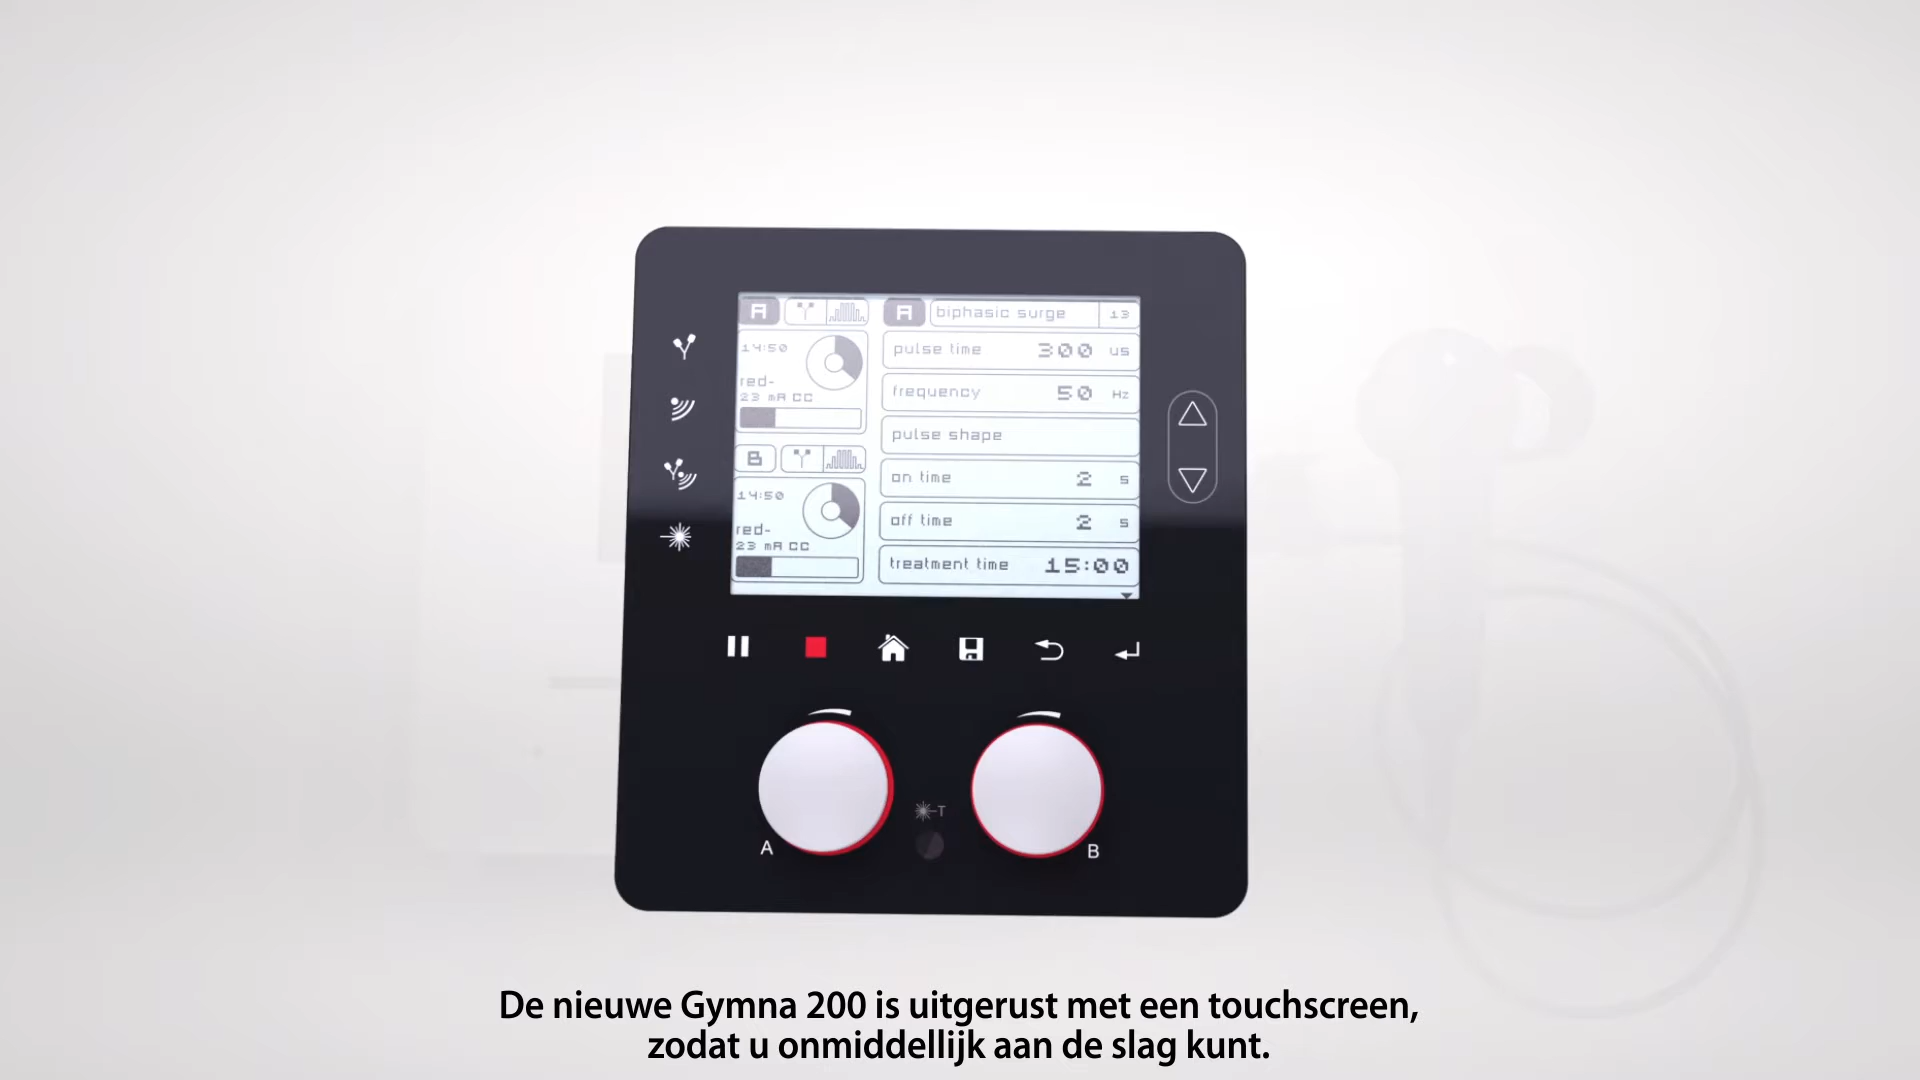 A
A biphasic surge 13
14:50
red-
23 mA CC
pulse time 300 us
frequency 50 Hz
pulse shape
on time 2 s
off time 2 s
treatment time 15:00
B
14:50
red-
23 mA CC
T
A
B
De nieuwe Gymna 200 is uitgerust met een touchscreen,
zodat u onmiddellijk aan de slag kunt.